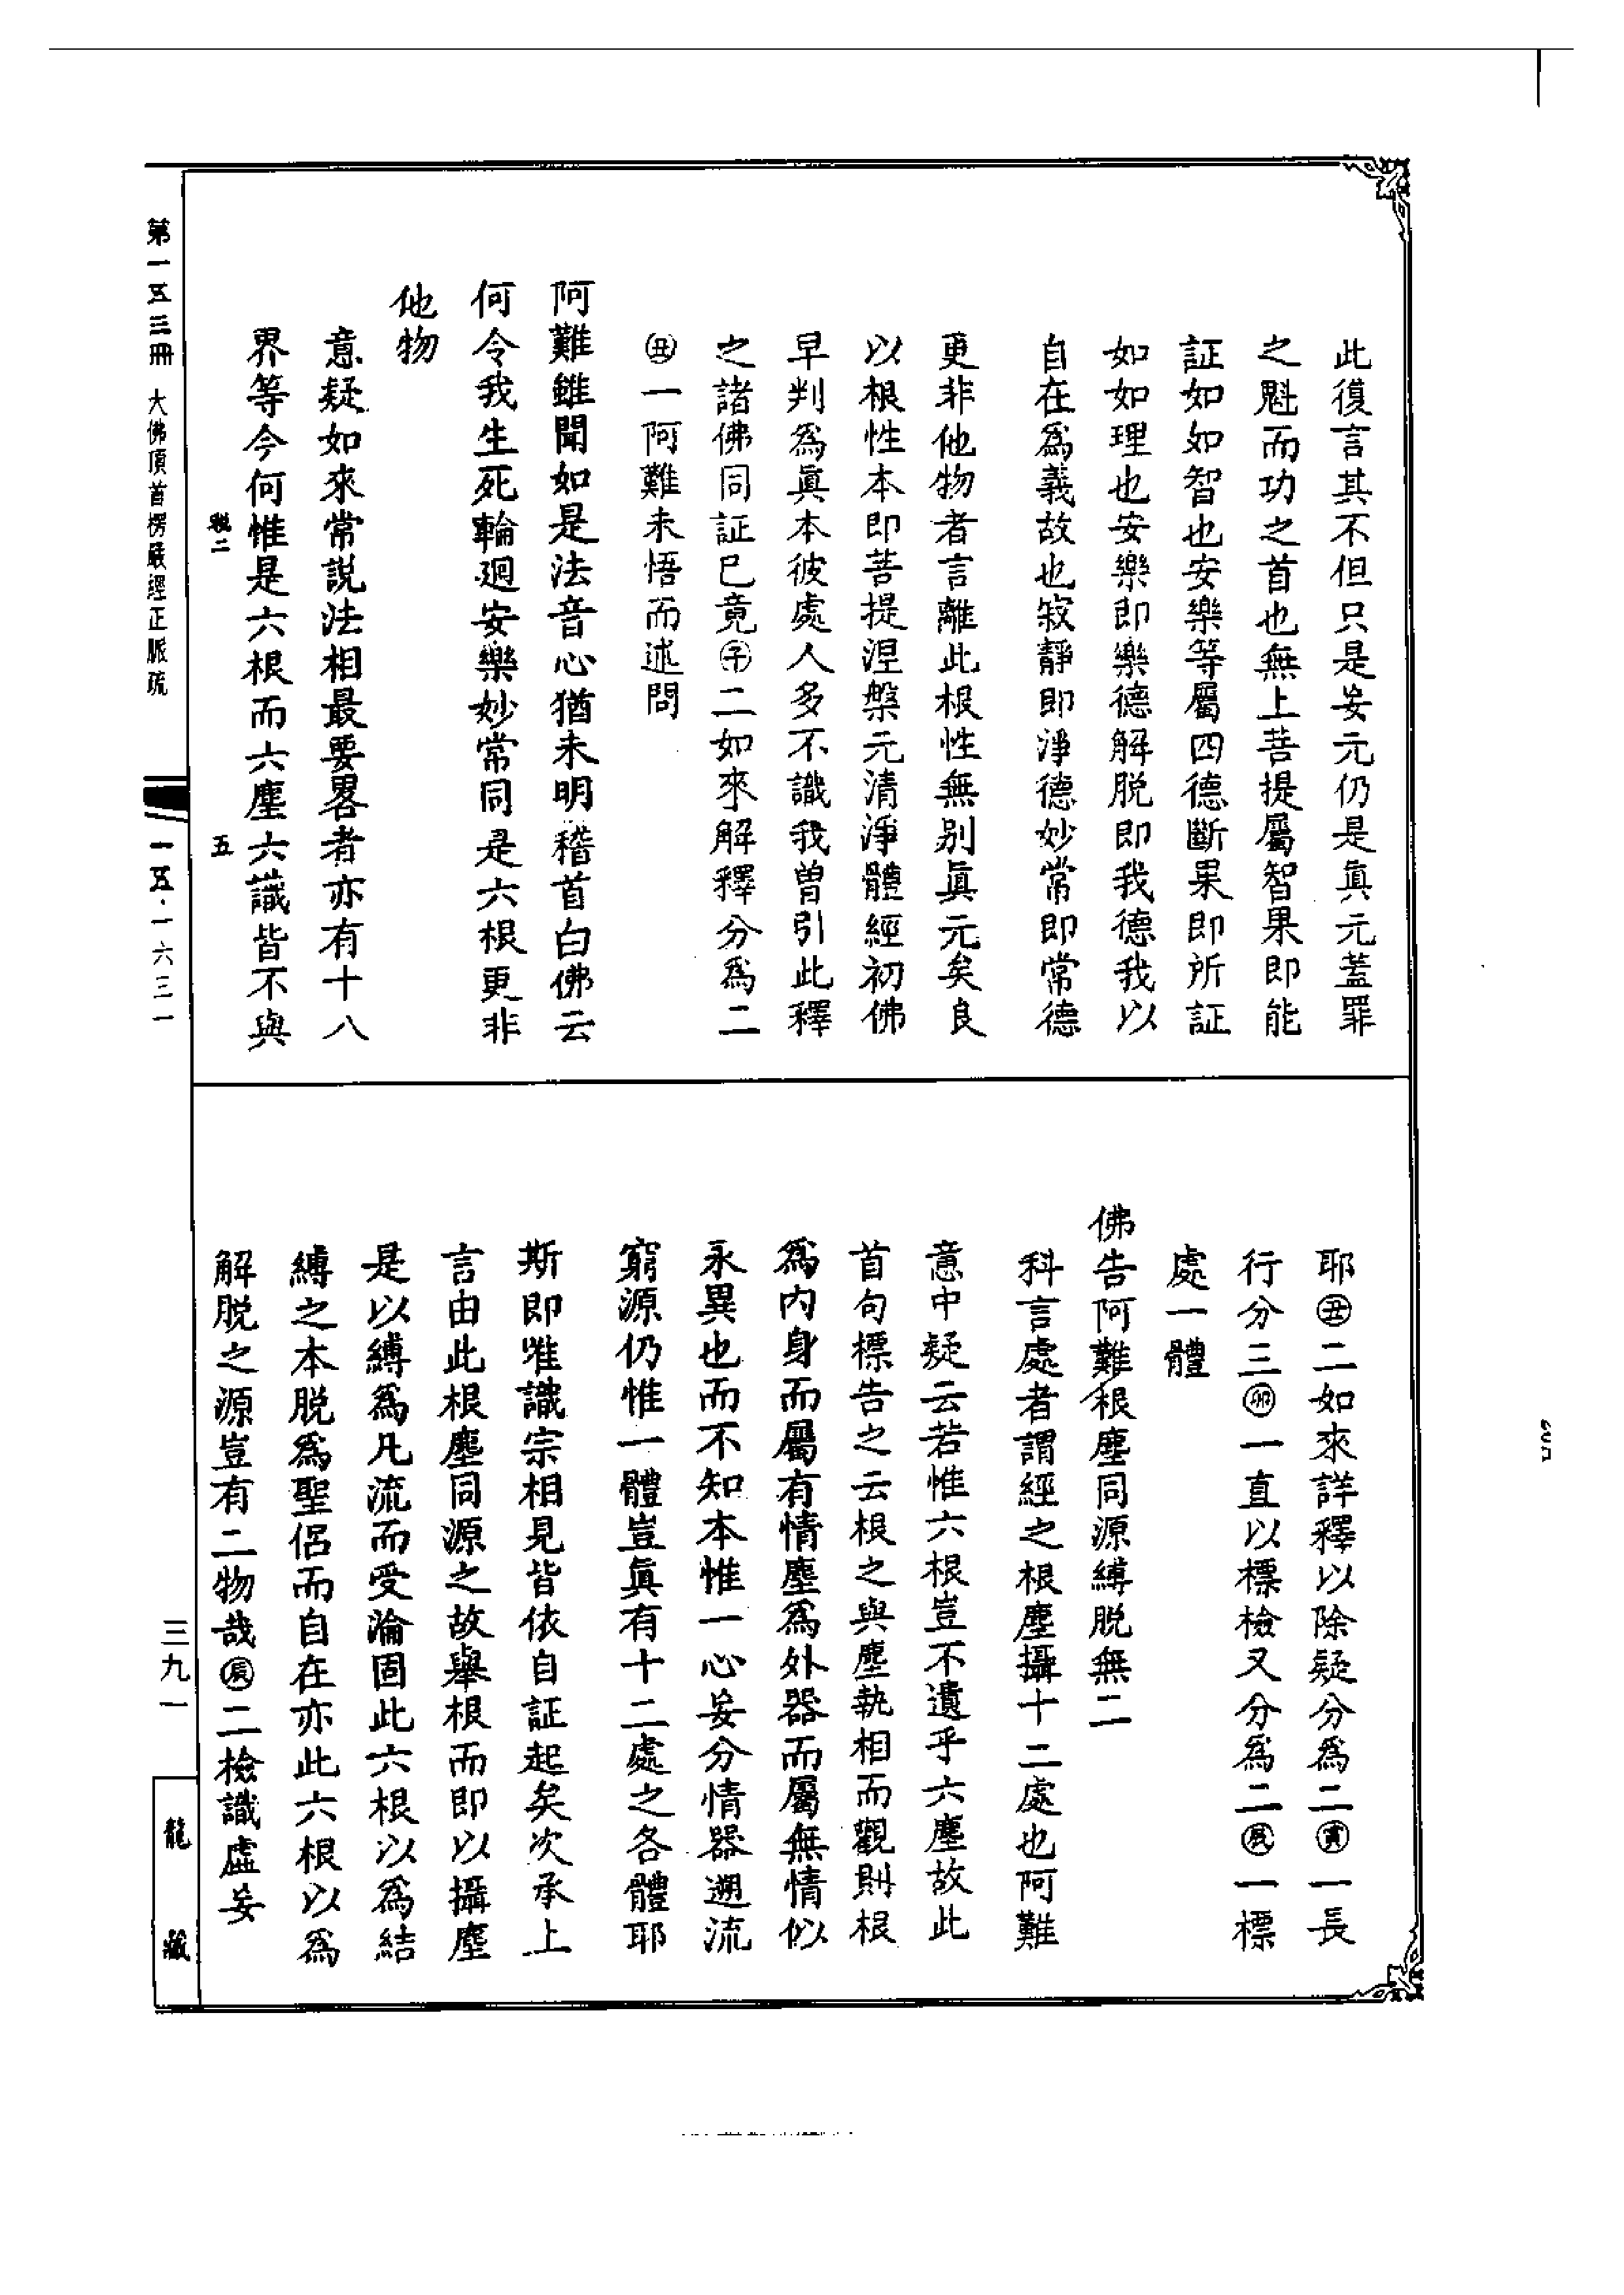 此復言其不但只是妄元仍是真元蓋罪
之魁而功之首也無上菩提屬智果即能
証如如智也安樂等屬四德斷果即所証
如如理也安樂即樂德解脱即我德我以
自在爲義故也寂靜即淨德妙常即常德
更非他物者言離此根性無别眞元矣良
以根性本即菩提涅槃元清淨體經初佛
早判爲眞本彼處人多不識我曾引此釋
之諸佛同証已竟㊣子二如來解釋分爲二
㊣丑一阿難未悟而述問
阿難雖聞如是法音心猶未明稽首白佛云
何令我生死輪迴安樂妙常同是六根更非
他物
意疑如來常説法相最要畧者亦有十八
界等今何惟是六根而六塵六識皆不與
二 五
第一五三冊 大佛頂首楞嚴經正脈疏
一五·一六三一
耶㊣丑二如來詳釋以除疑分爲二㊣寅一長
行分三㊣卯一直以標檢又分爲二㊣辰一標
處一體
佛告阿難根塵同源縛脱無二
科言處者謂經之根塵攝十二處也阿難
意中疑云若惟六根豈不遺乎六塵故此
首句標告之云根之與塵執相而觀則根
爲内身而屬有情塵爲外器而屬無情似
永異也而不知本惟一心妄分情器遡流
窮源仍惟一體豈眞有十二處之各體耶
斯即唯識宗相見皆依自証起矣次承上
言由此根塵同源之故舉根而即以攝塵
是以縛爲凡流而受淪固此六根以爲結
縛之本脱爲聖侣而自在亦此六根以爲
解脱之源豈有二物哉㊣辰二檢識虛妄
三九一
龍藏